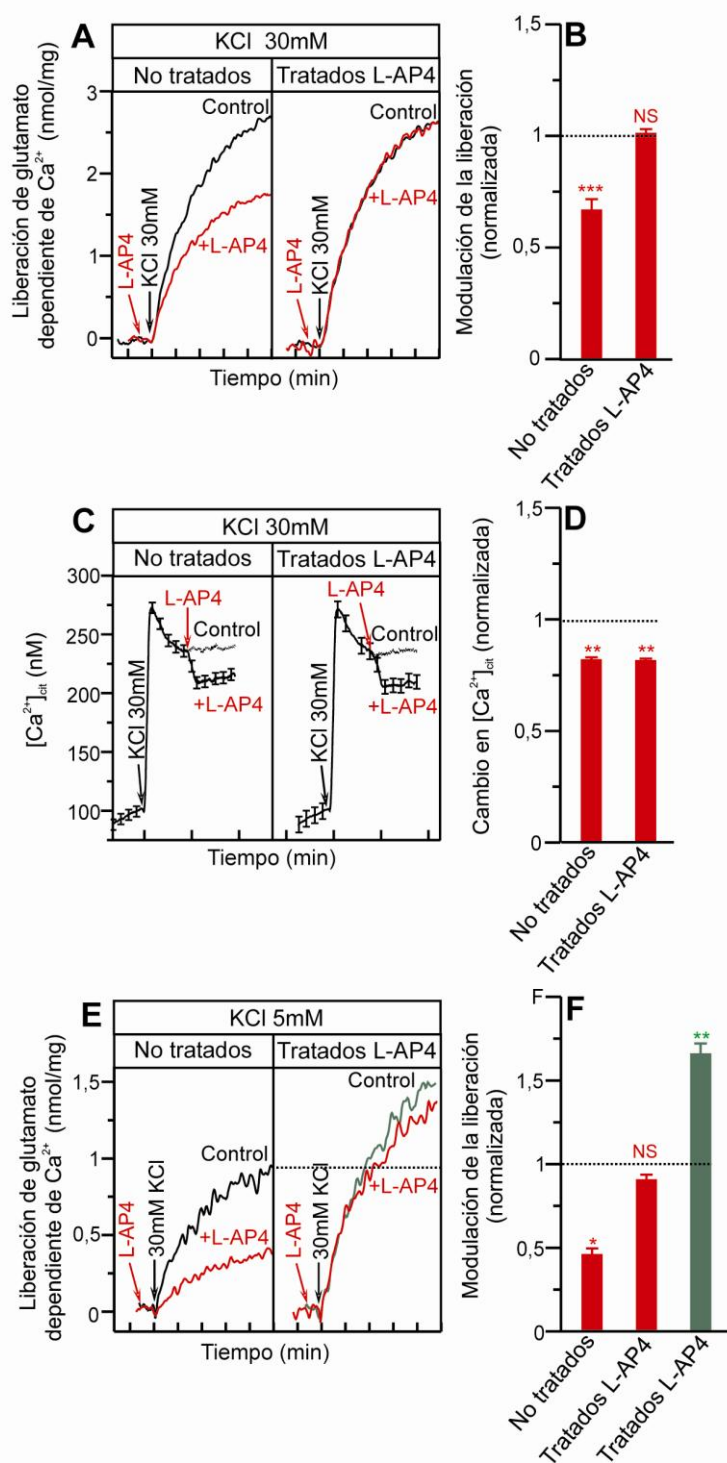 A
KCl 30mM
No tratados
Tratados L-AP4
Liberación de glutamato
dependiente de Ca²⁺ (nmol/mg)
3
2
1
0
Control
+L-AP4
L-AP4
KCl 30mM
+L-AP4
L-AP4
KCl 30mM
Tiempo (min)
B
Modulación de la liberación
(normalizada)
1,5
1
0,5
0
***
NS
No tratados
Tratados L-AP4
C
KCl 30mM
No tratados
Tratados L-AP4
[Ca²⁺]cit (nM)
300
250
225
200
150
100
L-AP4
Control
+L-AP4
KCl 30mM
L-AP4
Control
+L-AP4
KCl 30mM
Tiempo (min)
D
Cambio en [Ca²⁺]cit (normalizada)
1,5
1
0,5
0
**
**
No tratados
Tratados L-AP4
E
KCl 5mM
No tratados
Tratados L-AP4
Liberación de glutamato
dependiente de Ca²⁺ (nmol/mg)
1,5
1
0,5
0
Control
+L-AP4
L-AP4
30mM KCl
Control
+L-AP4
L-AP4
30mM KCl
Tiempo (min)
F
F
Modulación de la liberación
(normalizada)
1,5
1
0,5
0
*
NS
**
No tratados
Tratados L-AP4
Tratados L-AP4